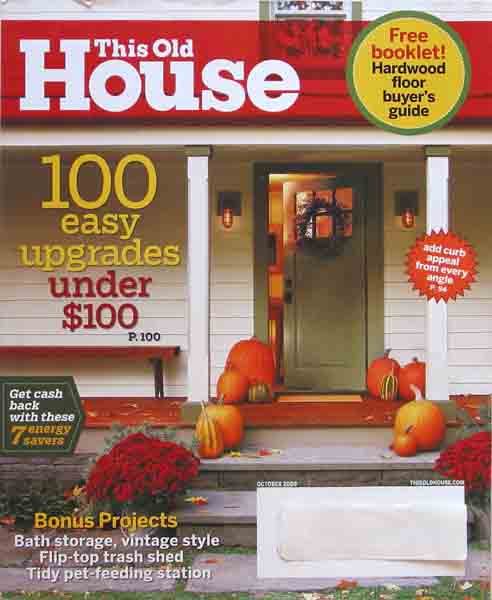 This Old
House
Free
booklet!
Hardwood
floor
buyer's
guide
100
easy
upgrades
under
$100
P. 100
add curb
appeal
from every
angle
P. 54
Get cash
back
with these
7 energy
savers
OCTOBER 2009
THISOLDHOUSE.COM
Bonus Projects
Bath storage, vintage style
Flip-top trash shed
Tidy pet-feeding station